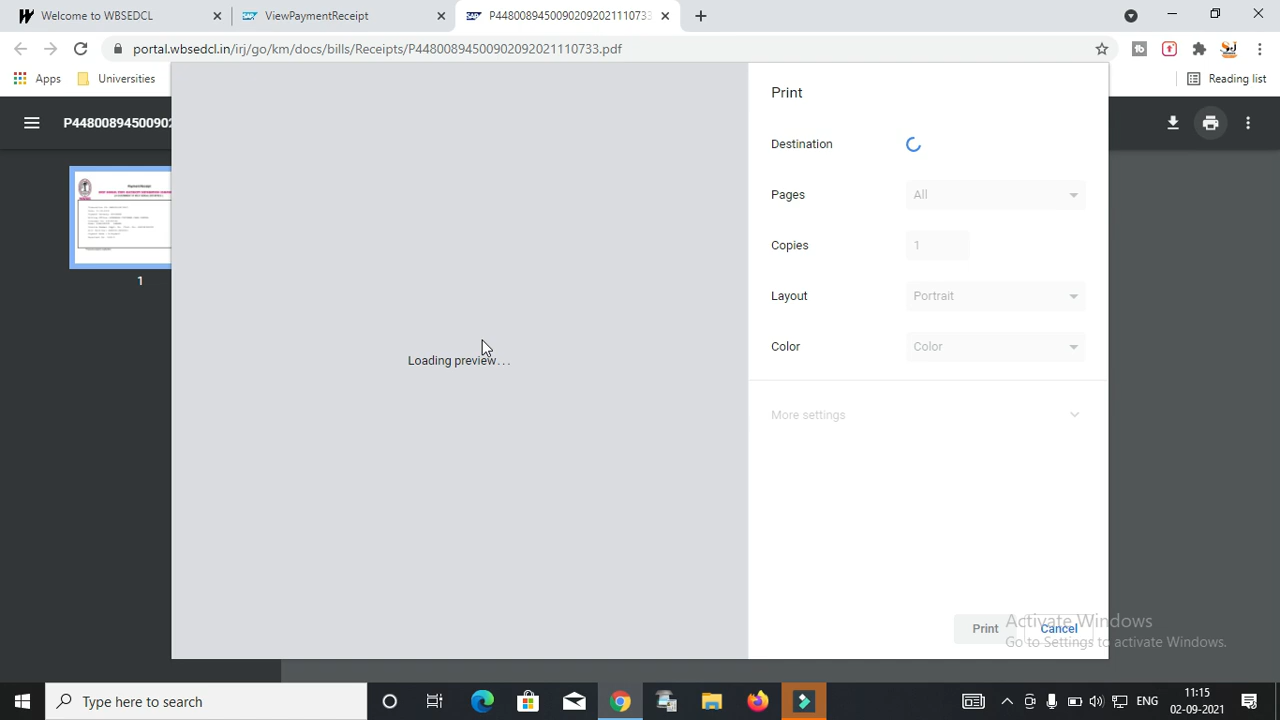 Welcome to WBSEDCL
ViewPaymentReceipt
P44800894500902092021110733
portal.wbsedcl.in/irj/go/km/docs/bills/Receipts/P44800894500902092021110733.pdf
Apps
Universities
Reading list
P4480089450090
Print
Destination
Pages
All
Copies
1
Layout
Portrait
Loading preview...
Color
Color
More settings
1
Print
Cancel
Activate Windows
Go to Settings to activate Windows.
Type here to search
ENG
11:15
02-09-2021